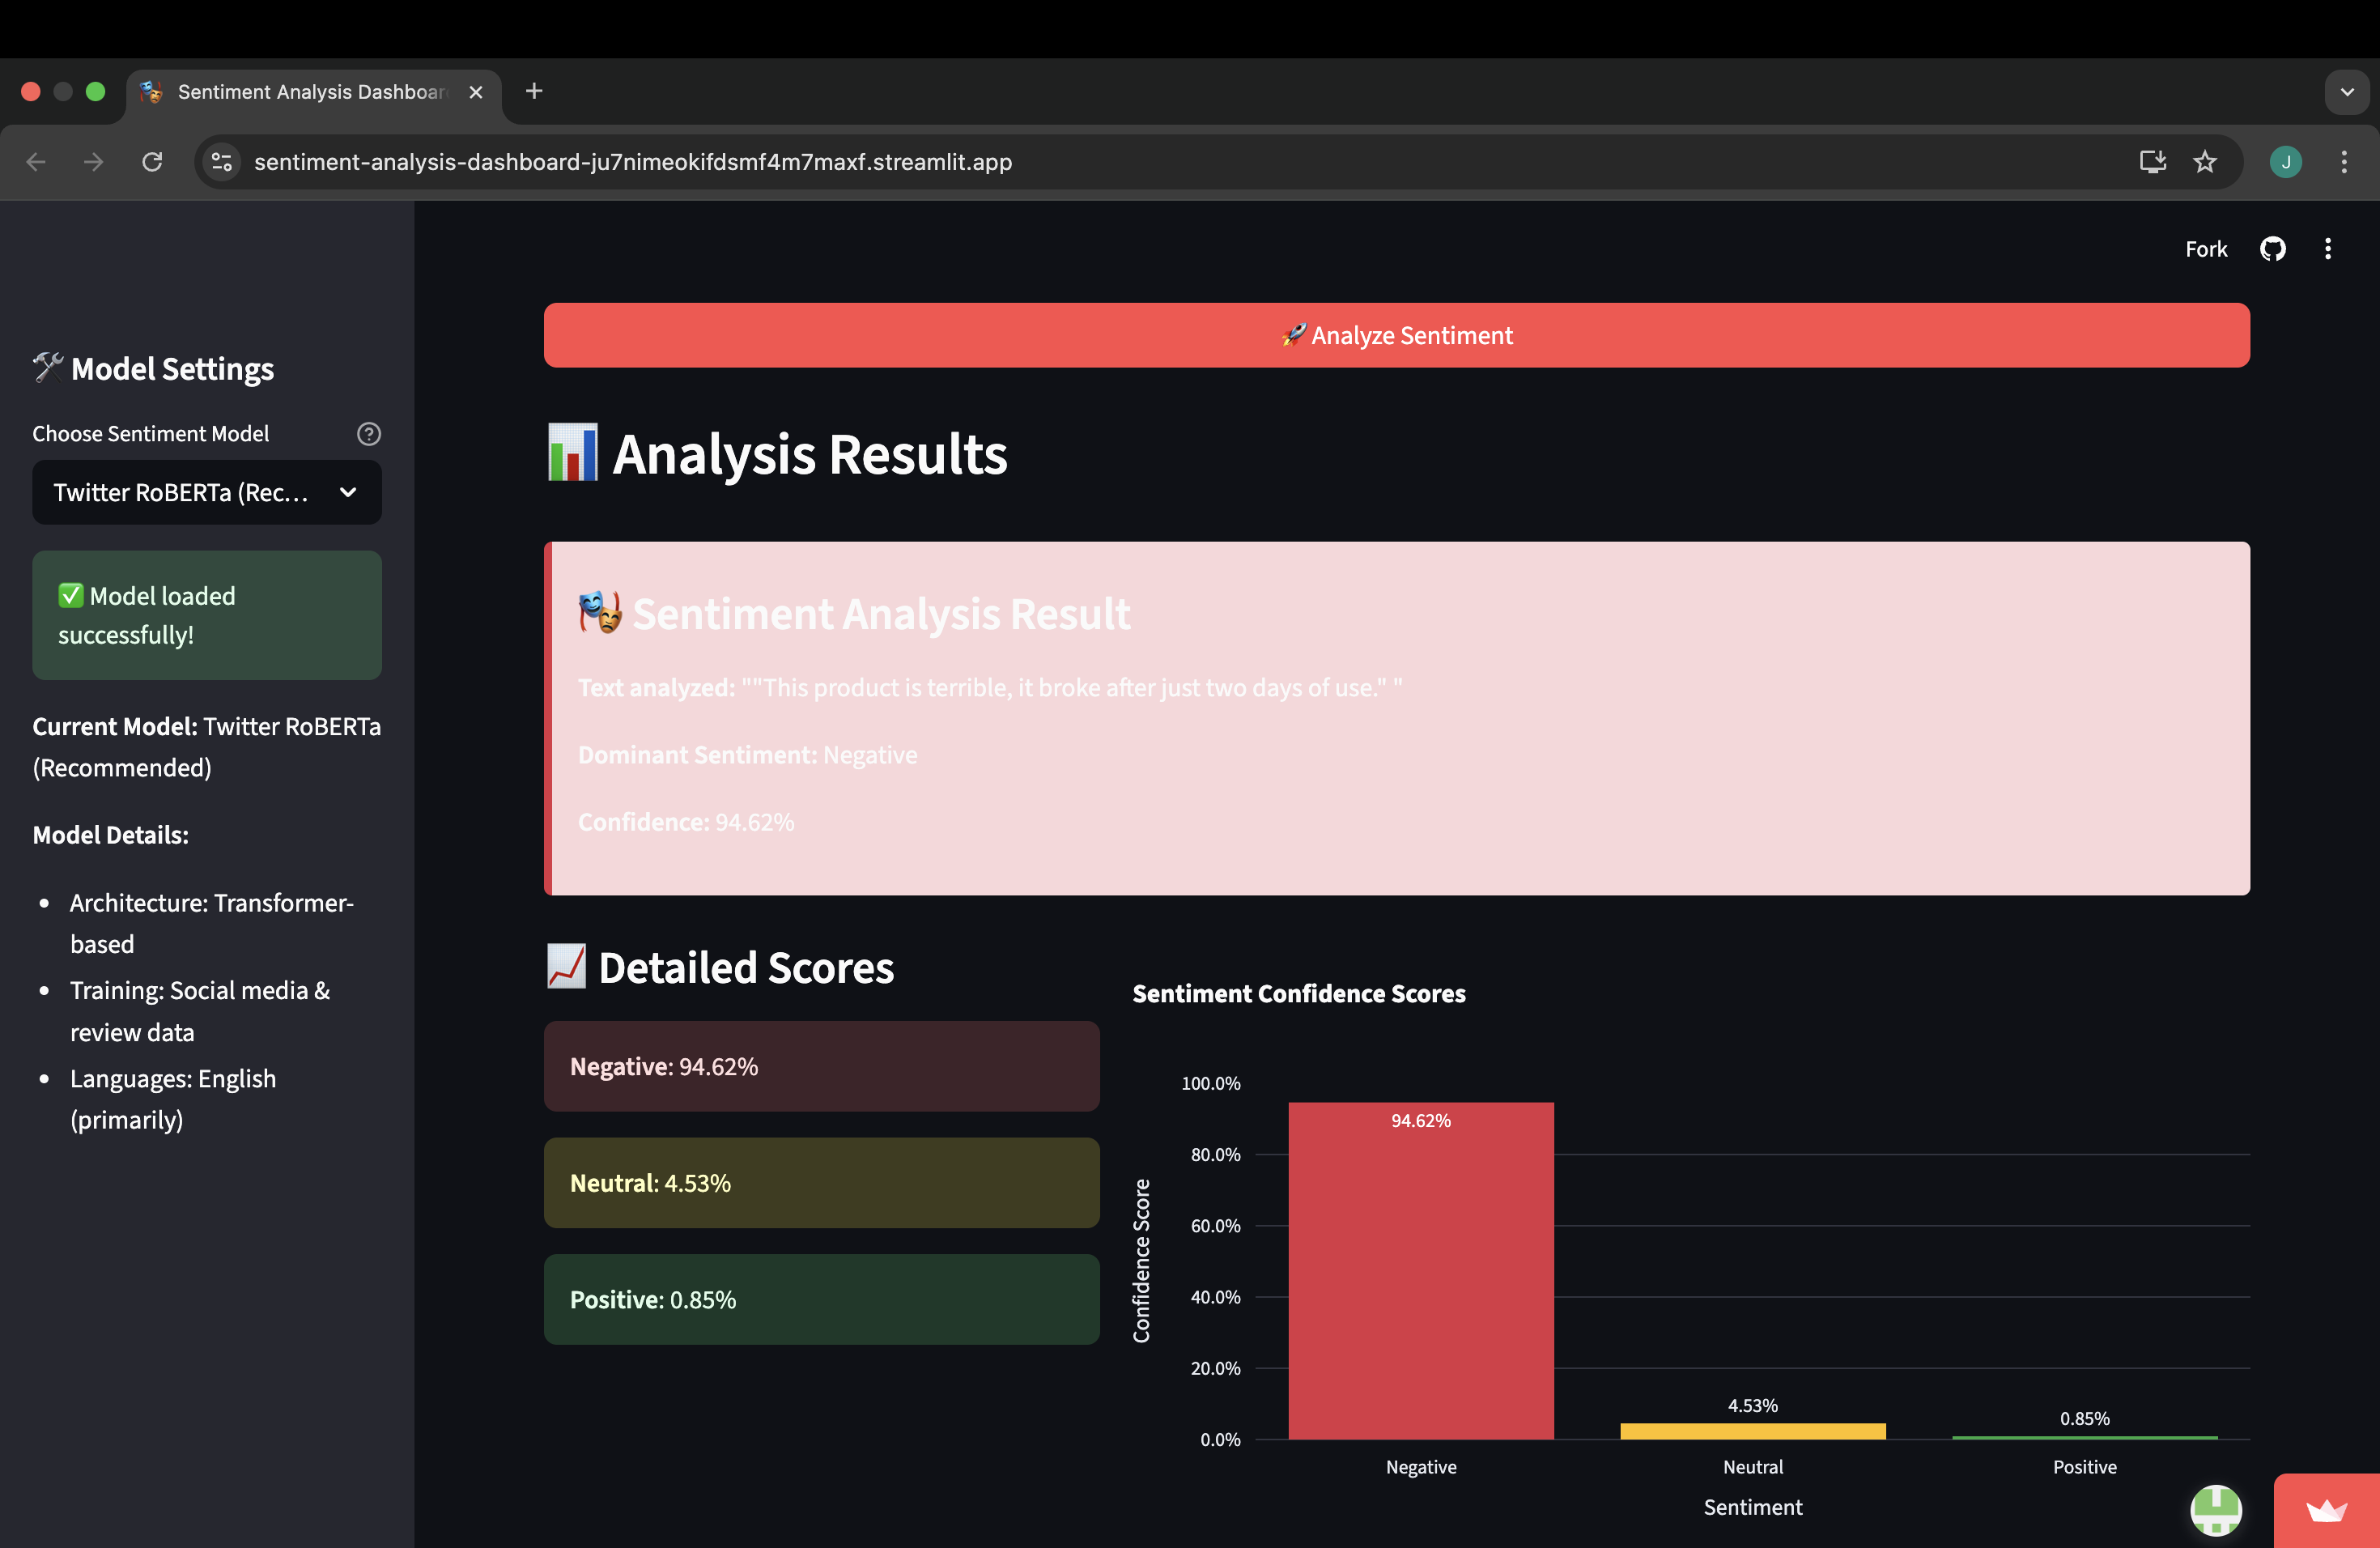 Sentiment Analysis Dashboar
sentiment-analysis-dashboard-ju7nimeokifdsmf4m7maxf.streamlit.app
J
Fork
🛠️ Model Settings
Choose Sentiment Model
Twitter RoBERTa (Rec...
✅ Model loaded
successfully!
Current Model: Twitter RoBERTa
(Recommended)
Model Details:
• Architecture: Transformer-
based
• Training: Social media &
review data
• Languages: English
(primarily)
🚀 Analyze Sentiment
📊 Analysis Results
🎭 Sentiment Analysis Result
Text analyzed: ""This product is terrible, it broke after just two days of use." "
Dominant Sentiment: Negative
Confidence: 94.62%
📈 Detailed Scores
Negative: 94.62%
Neutral: 4.53%
Positive: 0.85%
Sentiment Confidence Scores
Confidence Score
100.0%
80.0%
60.0%
40.0%
20.0%
0.0%
94.62%
4.53%
0.85%
Negative
Neutral
Positive
Sentiment